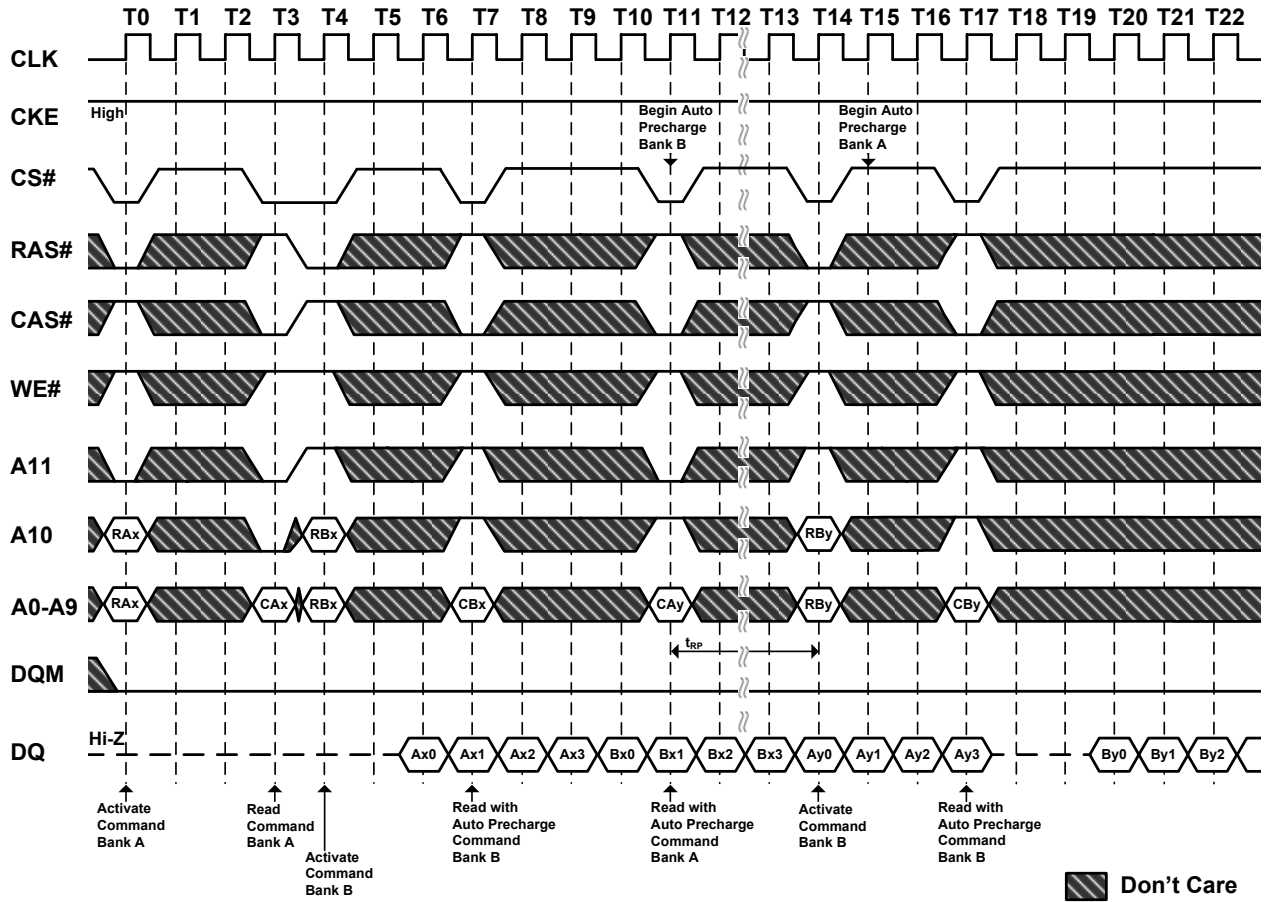 T0 T1 T2 T3 T4 T5 T6 T7 T8 T9 T10 T11 T12 T13 T14 T15 T16 T17 T18 T19 T20 T21 T22
CLK
CKE
High
Begin Auto
Precharge
Bank B
Begin Auto
Precharge
Bank A
CS#
RAS#
CAS#
WE#
A11
A10
RAx RBx RBy
A0-A9
RAx CAx RBx CBx CAy RBy CBy
tRP
DQM
DQ
Hi-Z
Ax0 Ax1 Ax2 Ax3 Bx0 Bx1 Bx2 Bx3 Ay0 Ay1 Ay2 Ay3 By0 By1 By2
Activate
Command
Bank A
Read
Command
Bank A
Activate
Command
Bank B
Read with
Auto Precharge
Command
Bank B
Read with
Auto Precharge
Command
Bank A
Activate
Command
Bank B
Read with
Auto Precharge
Command
Bank B
Don't Care